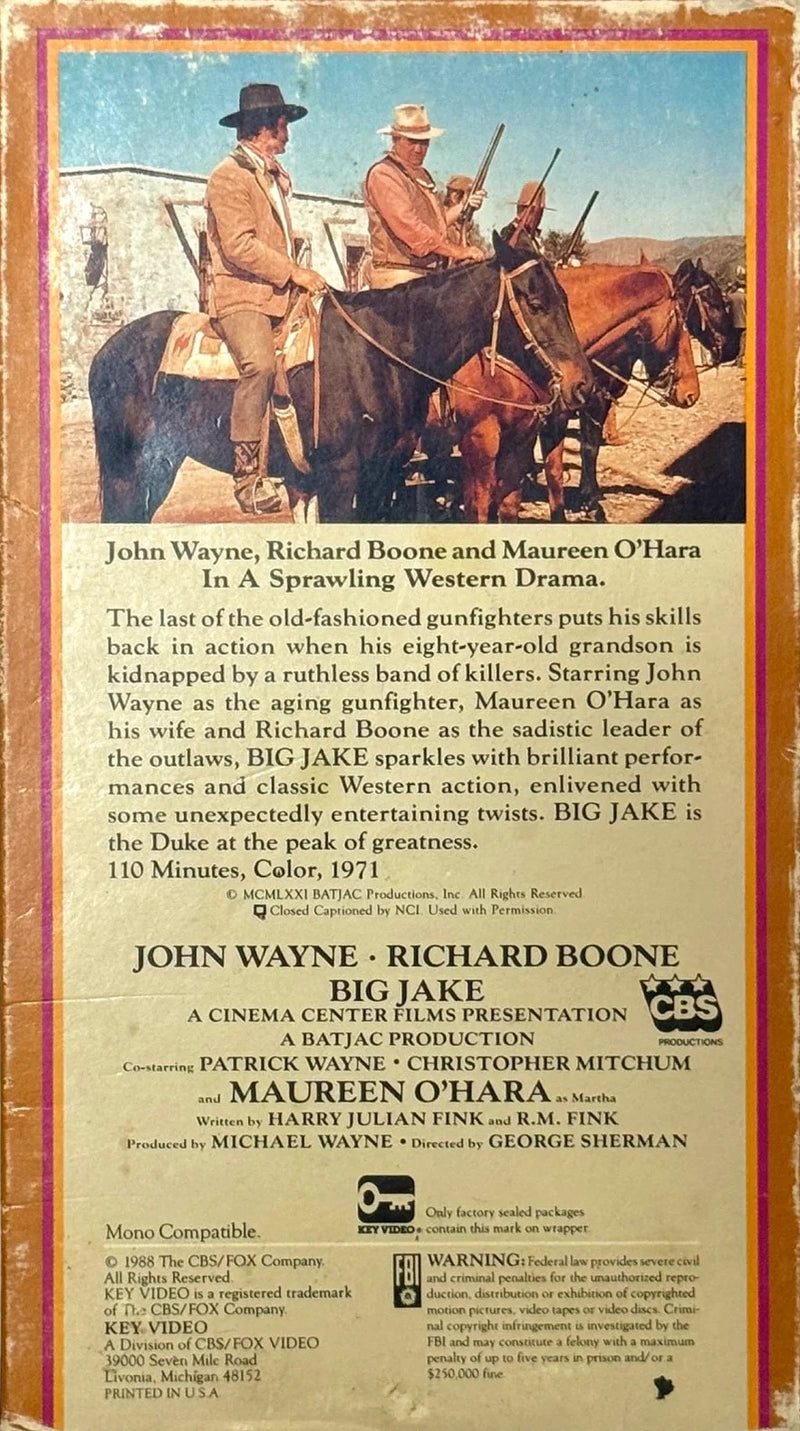 John Wayne, Richard Boone and Maureen O'Hara
In A Sprawling Western Drama.
The last of the old-fashioned gunfighters puts his skills
back in action when his eight-year-old grandson is
kidnapped by a ruthless band of killers. Starring John
Wayne as the aging gunfighter, Maureen O'Hara as
his wife and Richard Boone as the sadistic leader of
the outlaws, BIG JAKE sparkles with brilliant perfor-
mances and classic Western action, enlivened with
some unexpectedly entertaining twists. BIG JAKE is
the Duke at the peak of greatness.
110 Minutes, Color, 1971
© MCMLXXI BATJAC Productions, Inc. All Rights Reserved.
Closed Captioned by NCI. Used with Permission.
JOHN WAYNE · RICHARD BOONE
BIG JAKE
A CINEMA CENTER FILMS PRESENTATION
CBS
PRODUCTIONS
A BATJAC PRODUCTION
Co-starring PATRICK WAYNE • CHRISTOPHER MITCHUM
and MAUREEN O'HARA as Martha
Written by HARRY JULIAN FINK and R.M. FINK
Produced by MICHAEL WAYNE • Directed by GEORGE SHERMAN
Mono Compatible.
KEY VIDEO
Only factory sealed packages
contain this mark on wrapper.
© 1988 The CBS/FOX Company.
All Rights Reserved.
KEY VIDEO is a registered trademark
of The CBS/FOX Company.
KEY VIDEO
A Division of CBS/FOX VIDEO
39000 Seven Mile Road
Livonia, Michigan 48152
PRINTED IN U.S.A.
FBI
WARNING: Federal law provides severe civil
and criminal penalties for the unauthorized repro-
duction, distribution or exhibition of copyrighted
motion pictures, video tapes or video discs. Crimi-
nal copyright infringement is investigated by the
FBI and may constitute a felony with a maximum
penalty of up to five years in prison and/or a
$250,000 fine.